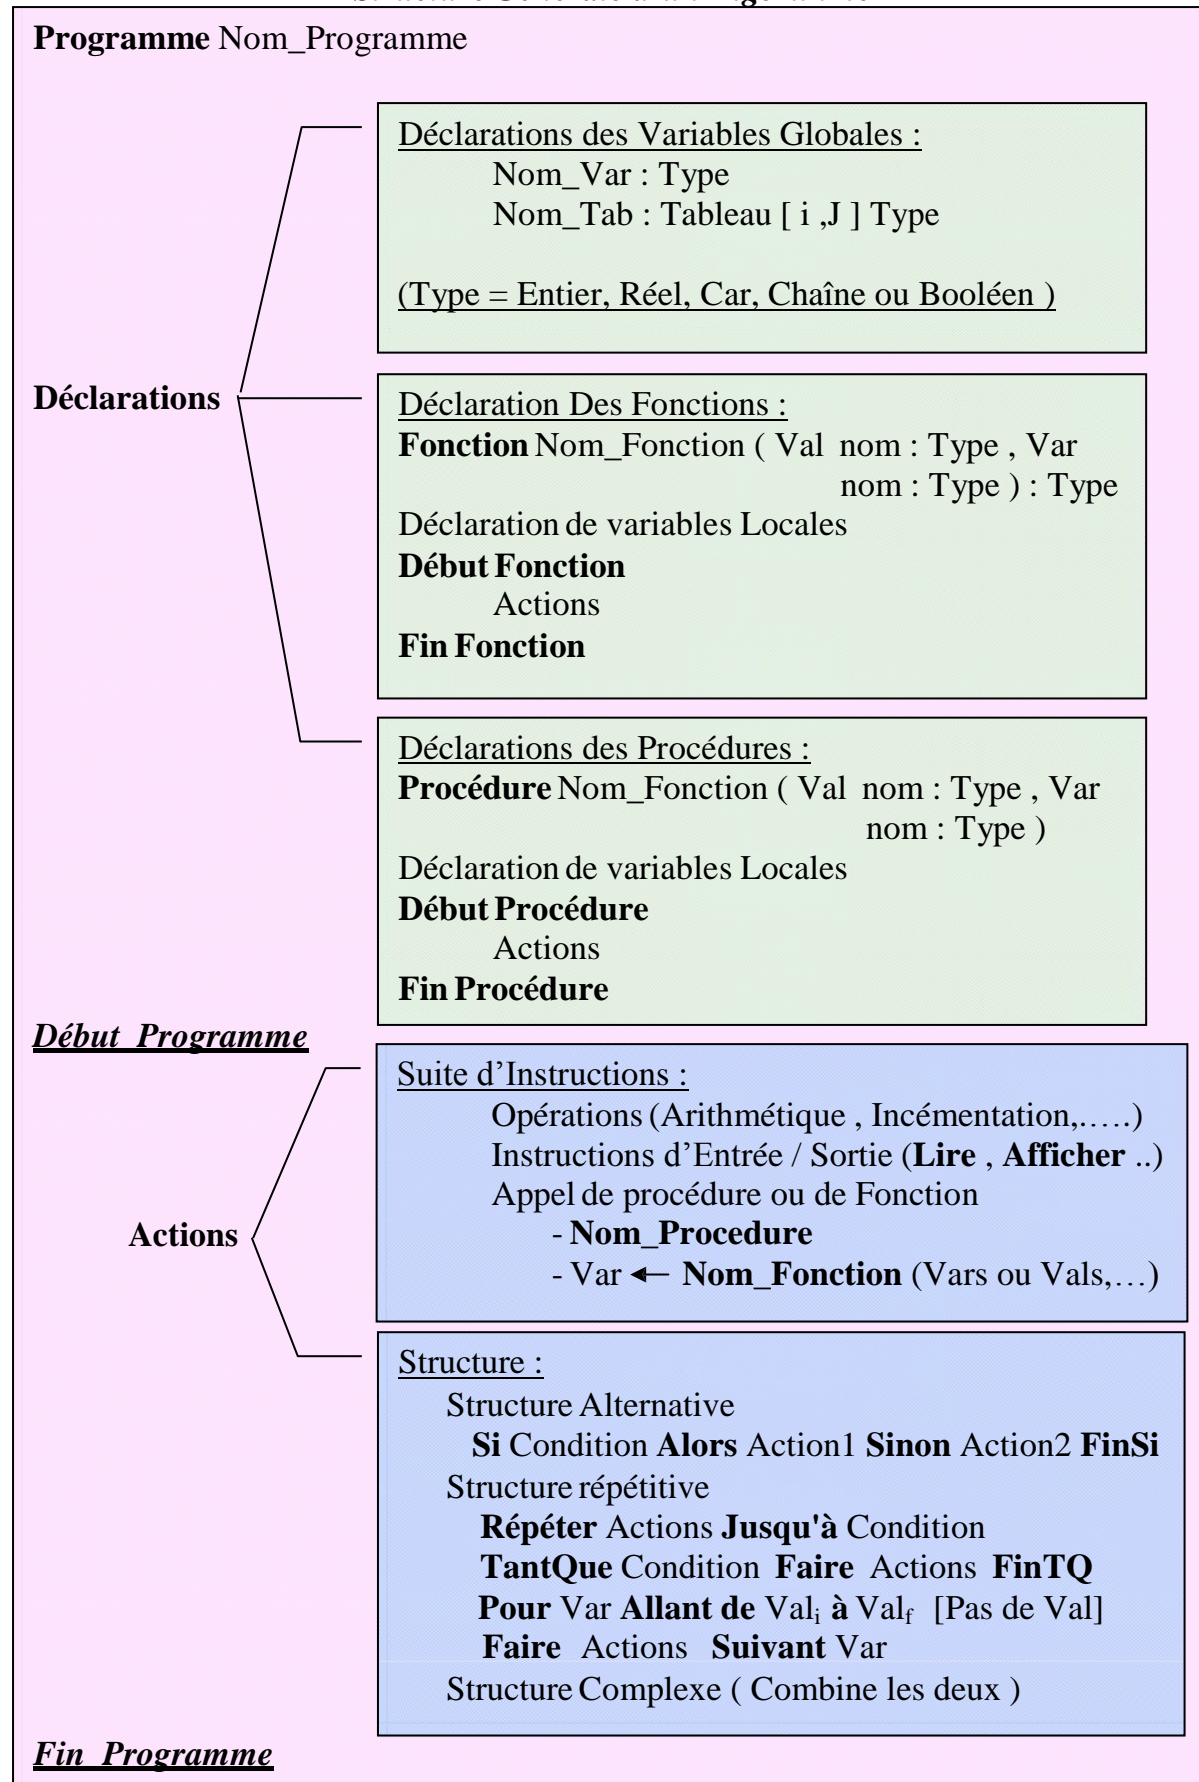 Programme Nom_Programme
Déclarations des Variables Globales :
Nom_Var : Type
Nom_Tab : Tableau [ i ,J ] Type
(Type = Entier, Réel, Car, Chaîne ou Booléen )
Déclarations
Déclaration Des Fonctions :
Fonction Nom_Fonction ( Val nom : Type , Var
nom : Type ) : Type
Déclaration de variables Locales
Début Fonction
Actions
Fin Fonction
Déclarations des Procédures :
Procédure Nom_Fonction ( Val nom : Type , Var
nom : Type )
Déclaration de variables Locales
Début Procédure
Actions
Fin Procédure
Début Programme
Suite d’Instructions :
Opérations (Arithmétique , Incémentation,.….)
Instructions d’Entrée / Sortie (Lire , Afficher ..)
Appel de procédure ou de Fonction
- Nom_Procedure
Actions
- Var ← Nom_Fonction (Vars ou Vals,…)
Structure :
Structure Alternative
Si Condition Alors Action1 Sinon Action2 FinSi
Structure répétitive
Répéter Actions Jusqu'à Condition
TantQue Condition Faire Actions FinTQ
Pour Var Allant de Vali à Valf [Pas de Val]
Faire Actions Suivant Var
Structure Complexe ( Combine les deux )
Fin Programme